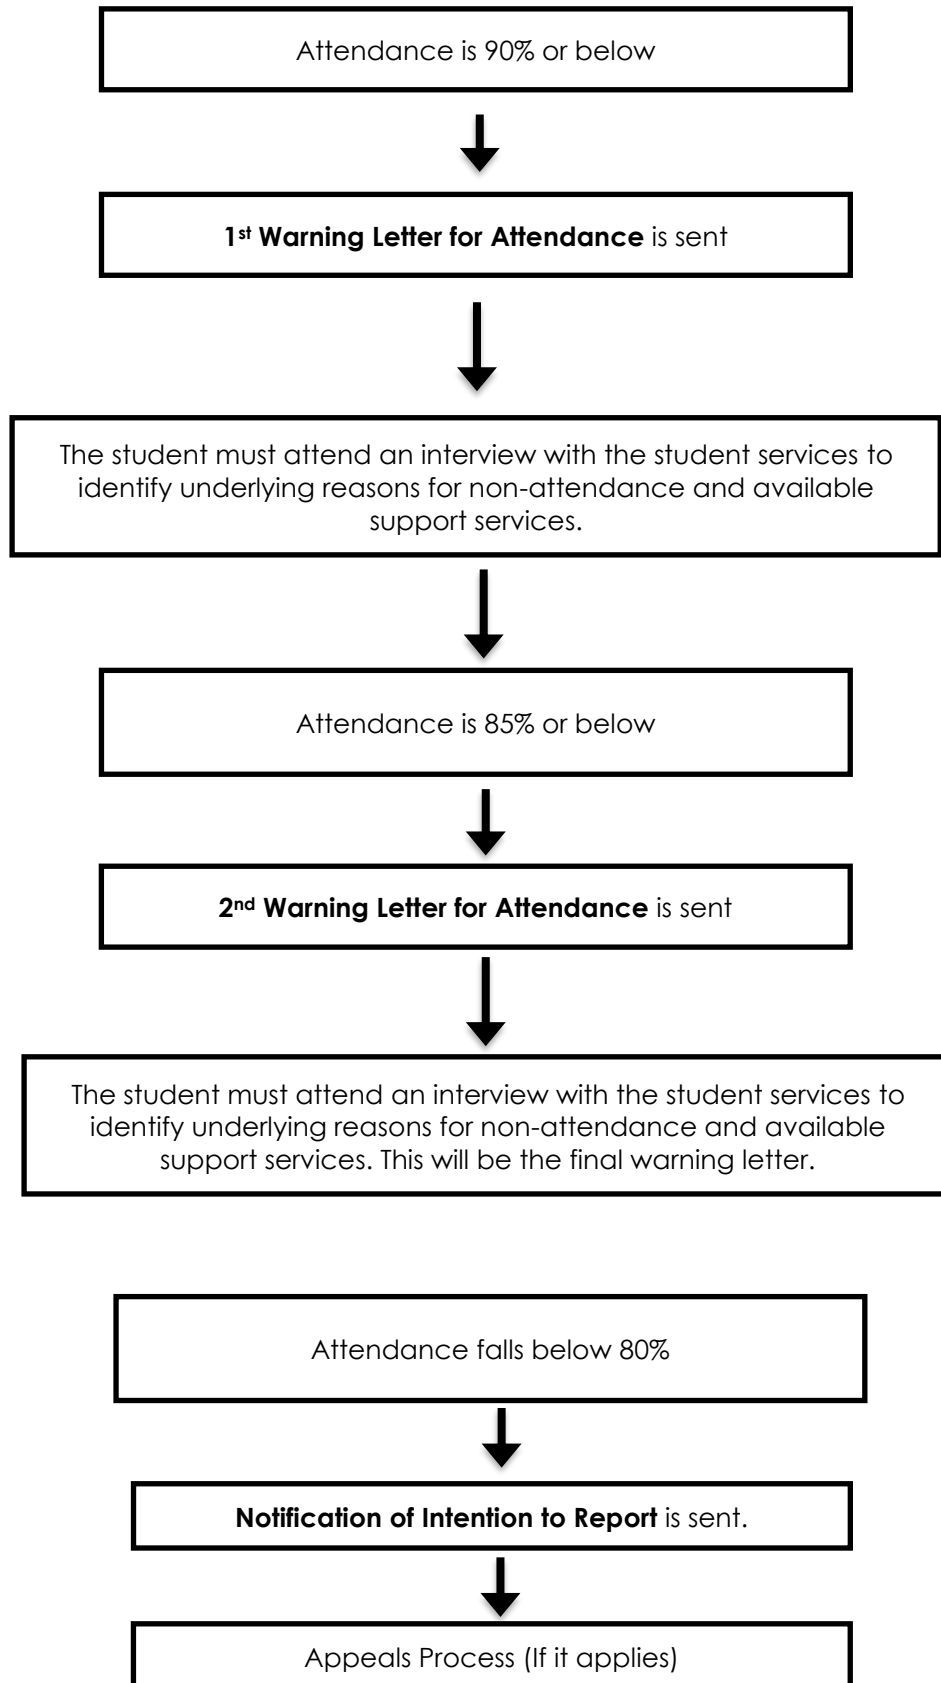 Attendance is 90% or below
1st Warning Letter for Attendance is sent
The student must attend an interview with the student services to
identify underlying reasons for non-attendance and available
support services.
Attendance is 85% or below
2nd Warning Letter for Attendance is sent
The student must attend an interview with the student services to
identify underlying reasons for non-attendance and available
support services. This will be the final warning letter.
Attendance falls below 80%
Notification of Intention to Report is sent.
Appeals Process (If it applies)